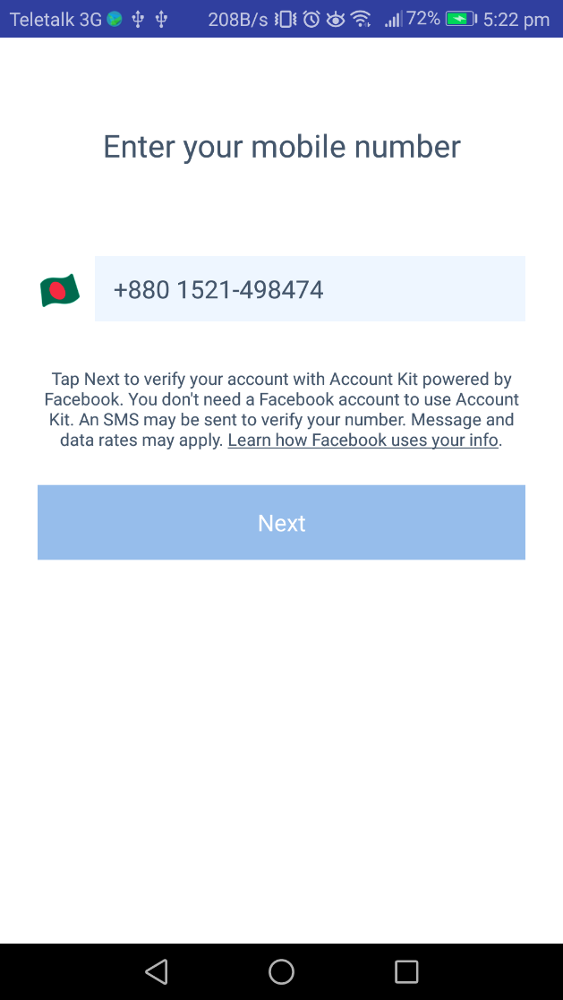 Teletalk 3G 208B/s 72% 5:22 pm
Enter your mobile number
+880 1521-498474
Tap Next to verify your account with Account Kit powered by
Facebook. You don't need a Facebook account to use Account
Kit. An SMS may be sent to verify your number. Message and
data rates may apply. Learn how Facebook uses your info.
Next